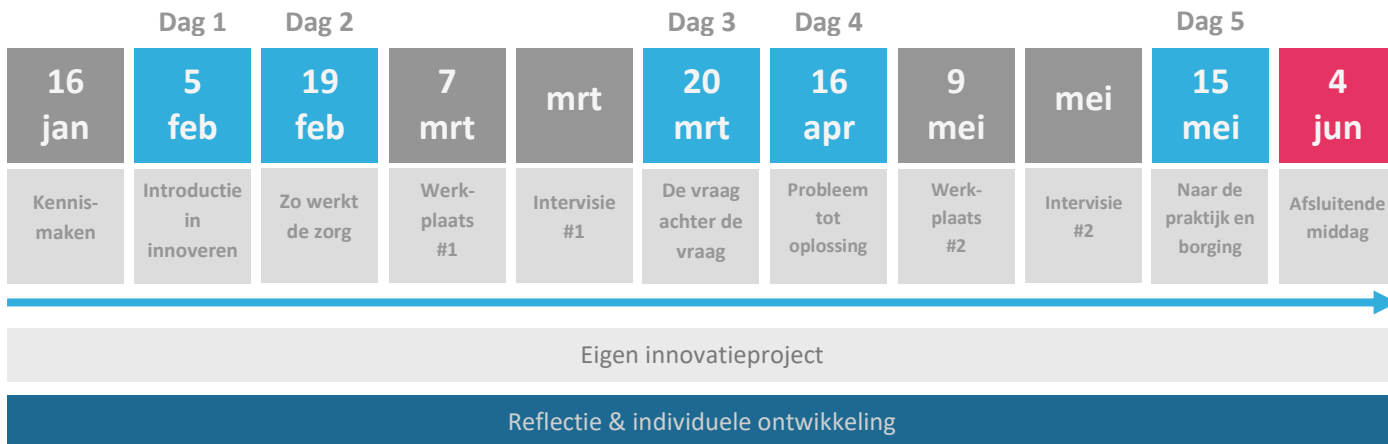 Dag 1
Dag 2
Dag 3
Dag 4
Dag 5
16
jan
5
feb
19
feb
7
mrt
mrt
20
mrt
16
apr
9
mei
mei
15
mei
4
jun
Kennis-
maken
Introductie
in
innoveren
Zo werkt
de zorg
Werk-
plaats
#1
Intervisie
#1
De vraag
achter de
vraag
Probleem
tot
oplossing
Werk-
plaats
#2
Intervisie
#2
Naar de
praktijk en
borging
Afsluitende
middag
Eigen innovatieproject
Reflectie & individuele ontwikkeling